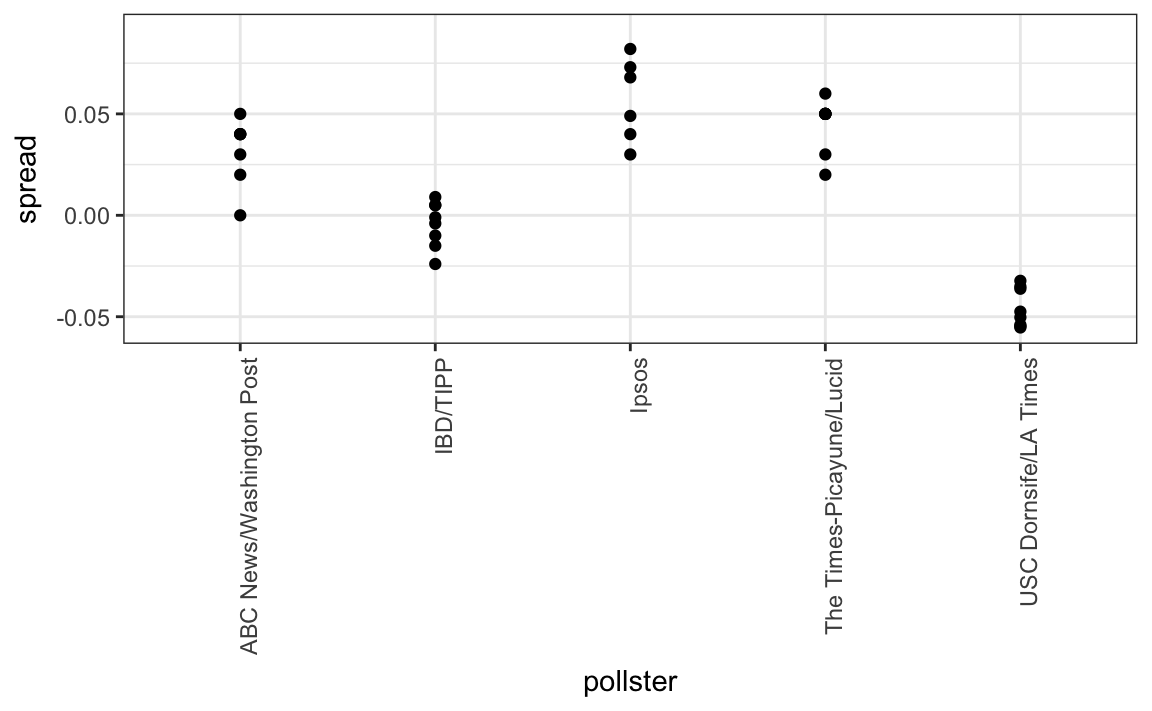 spread
0.05
0.00
-0.05
ABC News/Washington Post
IBD/TIPP
Ipsos
The Times-Picayune/Lucid
USC Dornsife/LA Times
pollster